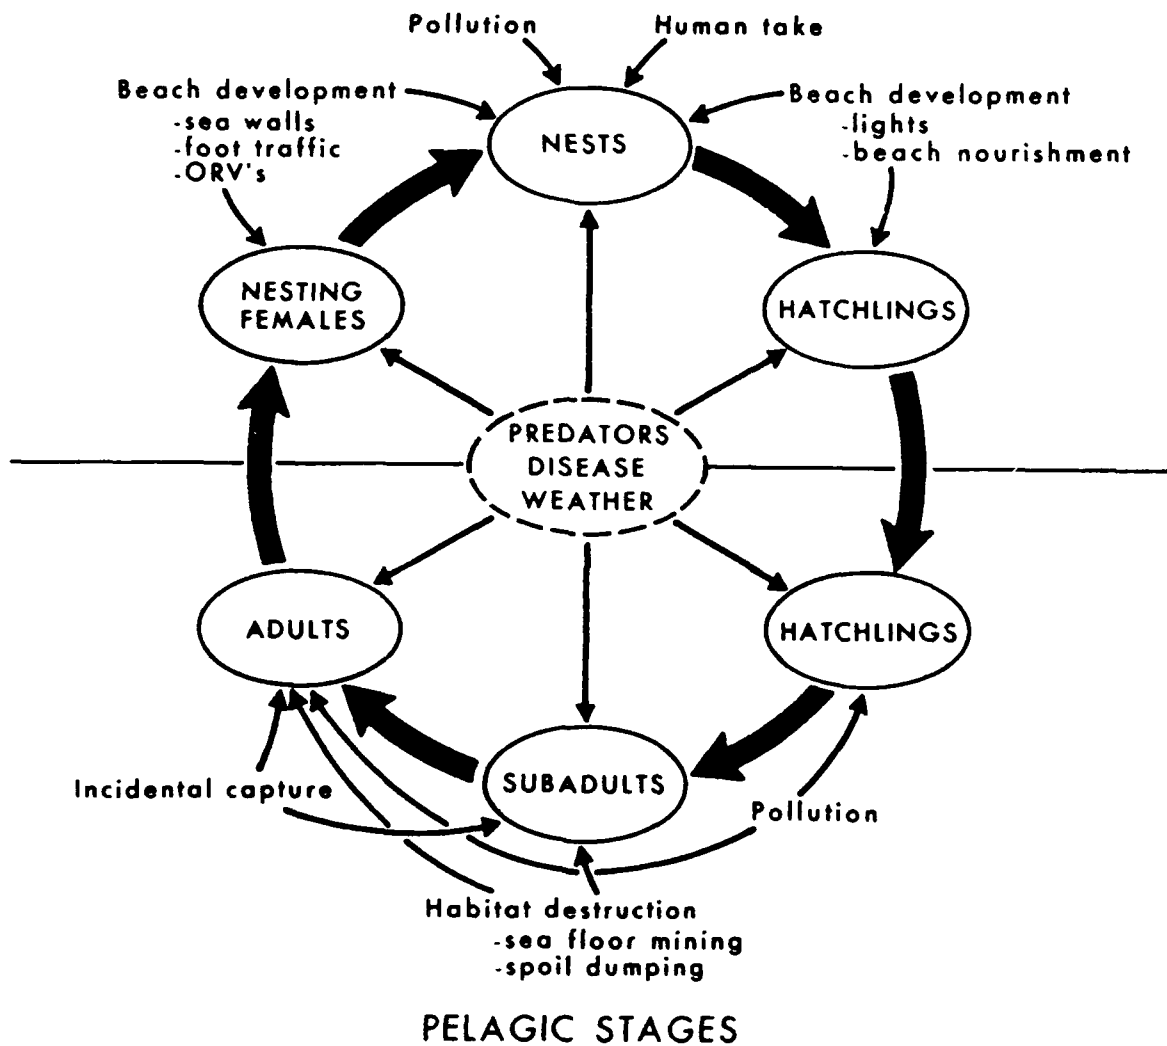 Pollution
Human take
Beach development
-sea walls
-foot traffic
-ORV's
Beach development
-lights
-beach nourishment
NESTS
NESTING
FEMALES
HATCHLINGS
PREDATORS
DISEASE
WEATHER
ADULTS
HATCHLINGS
SUBADULTS
Incidental capture
Pollution
Habitat destruction
-sea floor mining
-spoil dumping
PELAGIC STAGES